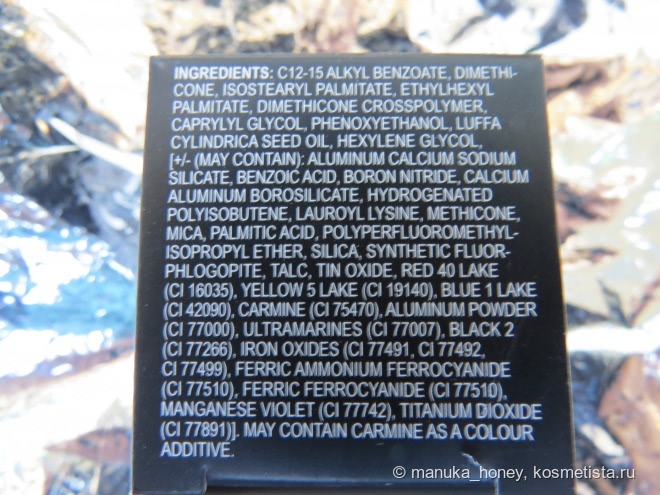 INGREDIENTS: C12-15 ALKYL BENZOATE, DIMETHI-
CONE, ISOSTEARYL PALMITATE, ETHYLHEXYL
PALMITATE, DIMETHICONE CROSSPOLYMER,
CAPRYLYL GLYCOL, PHENOXYETHANOL, LUFFA
CYLINDRICA SEED OIL, HEXYLENE GLYCOL,
[+/- (MAY CONTAIN): ALUMINUM CALCIUM SODIUM
SILICATE, BENZOIC ACID, BORON NITRIDE, CALCIUM
ALUMINUM BOROSILICATE, HYDROGENATED
POLYISOBUTENE, LAUROYL LYSINE, METHICONE,
MICA, PALMITIC ACID, POLYPERFLUOROMETHYL-
ISOPROPYL ETHER, SILICA, SYNTHETIC FLUOR-
PHLOGOPITE, TALC, TIN OXIDE, RED 40 LAKE
(CI 16035), YELLOW 5 LAKE (CI 19140), BLUE 1 LAKE
(CI 42090), CARMINE (CI 75470), ALUMINUM POWDER
(CI 77000), ULTRAMARINES (CI 77007), BLACK 2
(CI 77266), IRON OXIDES (CI 77491, CI 77492,
CI 77499), FERRIC AMMONIUM FERROCYANIDE
(CI 77510), FERRIC FERROCYANIDE (CI 77510),
MANGANESE VIOLET (CI 77742), TITANIUM DIOXIDE
(CI 77891)]. MAY CONTAIN CARMINE AS A COLOUR
ADDITIVE.
© manuka_honey, kosmetista.ru